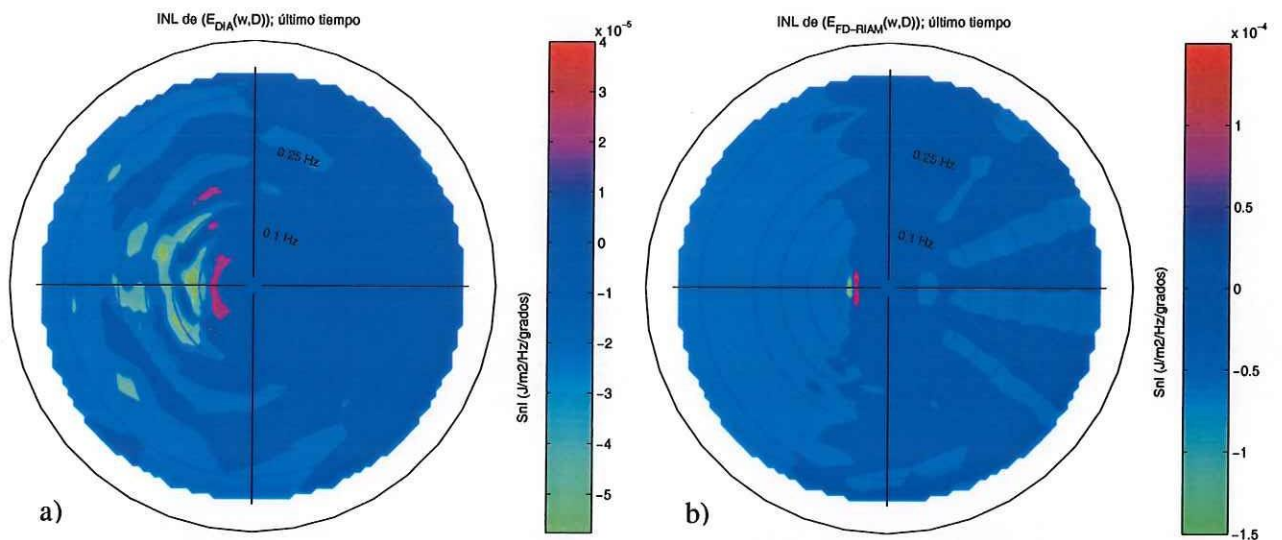 INL de (E_DIA(w,D)); último tiempo
x 10^-5
4
3
2
1
0
-1
-2
-3
-4
-5
Snl (J/m2/Hz/grados)
0.25 Hz
0.1 Hz
a)
INL de (E_FD-RIAM(w,D)); último tiempo
x 10^-4
1
0.5
0
-0.5
-1
-1.5
Snl (J/m2/Hz/grados)
0.25 Hz
0.1 Hz
b)